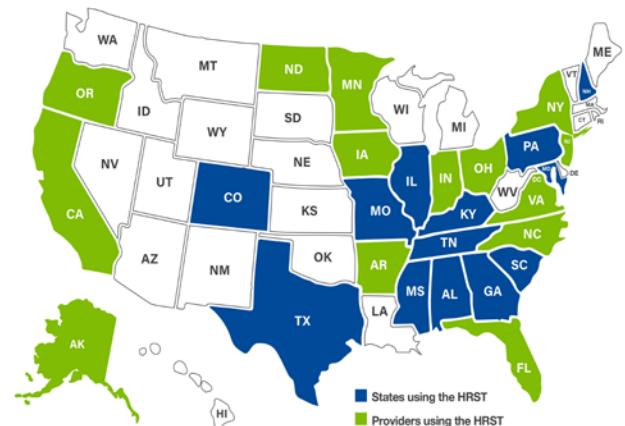 WA
ME
MT
ND
VT
NH
OR
MN
ID
SD
WI
NY
MA
WY
MI
CT
RI
IA
PA
NJ
NE
NV
OH
IL
IN
MD
DE
UT
DC
CO
WV
VA
CA
KS
MO
KY
NC
TN
OK
AZ
AR
SC
NM
MS
AL
GA
LA
TX
AK
FL
HI
States using the HRST
Providers using the HRST